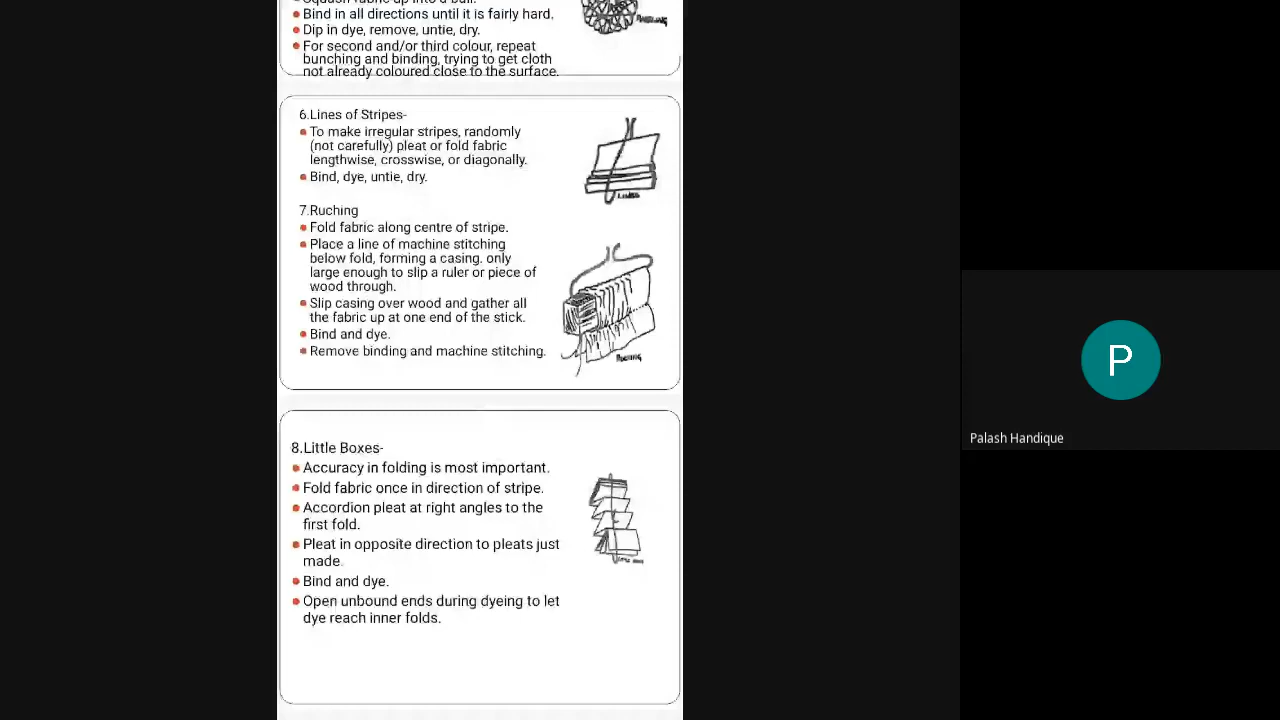 Squash fabric up into a ball.
Bind in all directions until it is fairly hard.
Dip in dye, remove, untie, dry.
For second and/or third colour, repeat
bunching and binding, trying to get cloth
not already coloured close to the surface.
6.Lines of Stripes-
To make irregular stripes, randomly
(not carefully) pleat or fold fabric
lengthwise, crosswise, or diagonally.
Bind, dye, untie, dry.
LINES
7.Ruching
Fold fabric along centre of stripe.
Place a line of machine stitching
below fold, forming a casing. only
large enough to slip a ruler or piece of
wood through.
Slip casing over wood and gather all
the fabric up at one end of the stick.
Bind and dye.
Remove binding and machine stitching.
RUCHING
8.Little Boxes-
Accuracy in folding is most important.
Fold fabric once in direction of stripe.
Accordion pleat at right angles to the
first fold.
Pleat in opposite direction to pleats just
made.
Bind and dye.
Open unbound ends during dyeing to let
dye reach inner folds.
P
Palash Handique